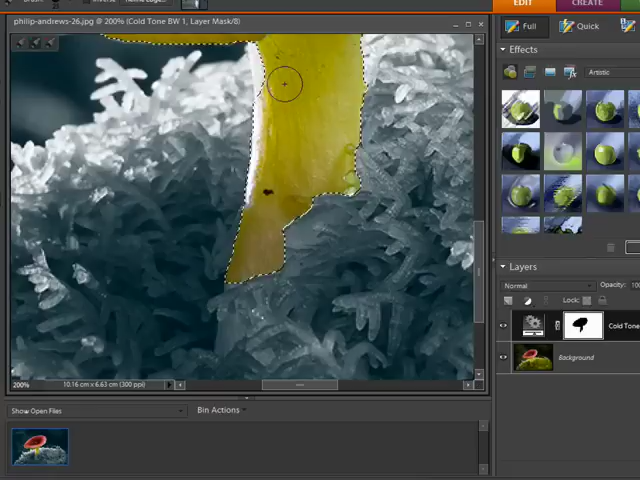 EDIT
CREATE
philip-andrews-26.jpg @ 200% (Cold Tone BW 1, Layer Mask/8)
Full
Quick
Effects
Artistic
Layers
Normal
Opacity: 100
Lock:
Cold Tone
Background
200%
10.16 cm x 6.63 cm (300 ppi)
Show Open Files
Bin Actions